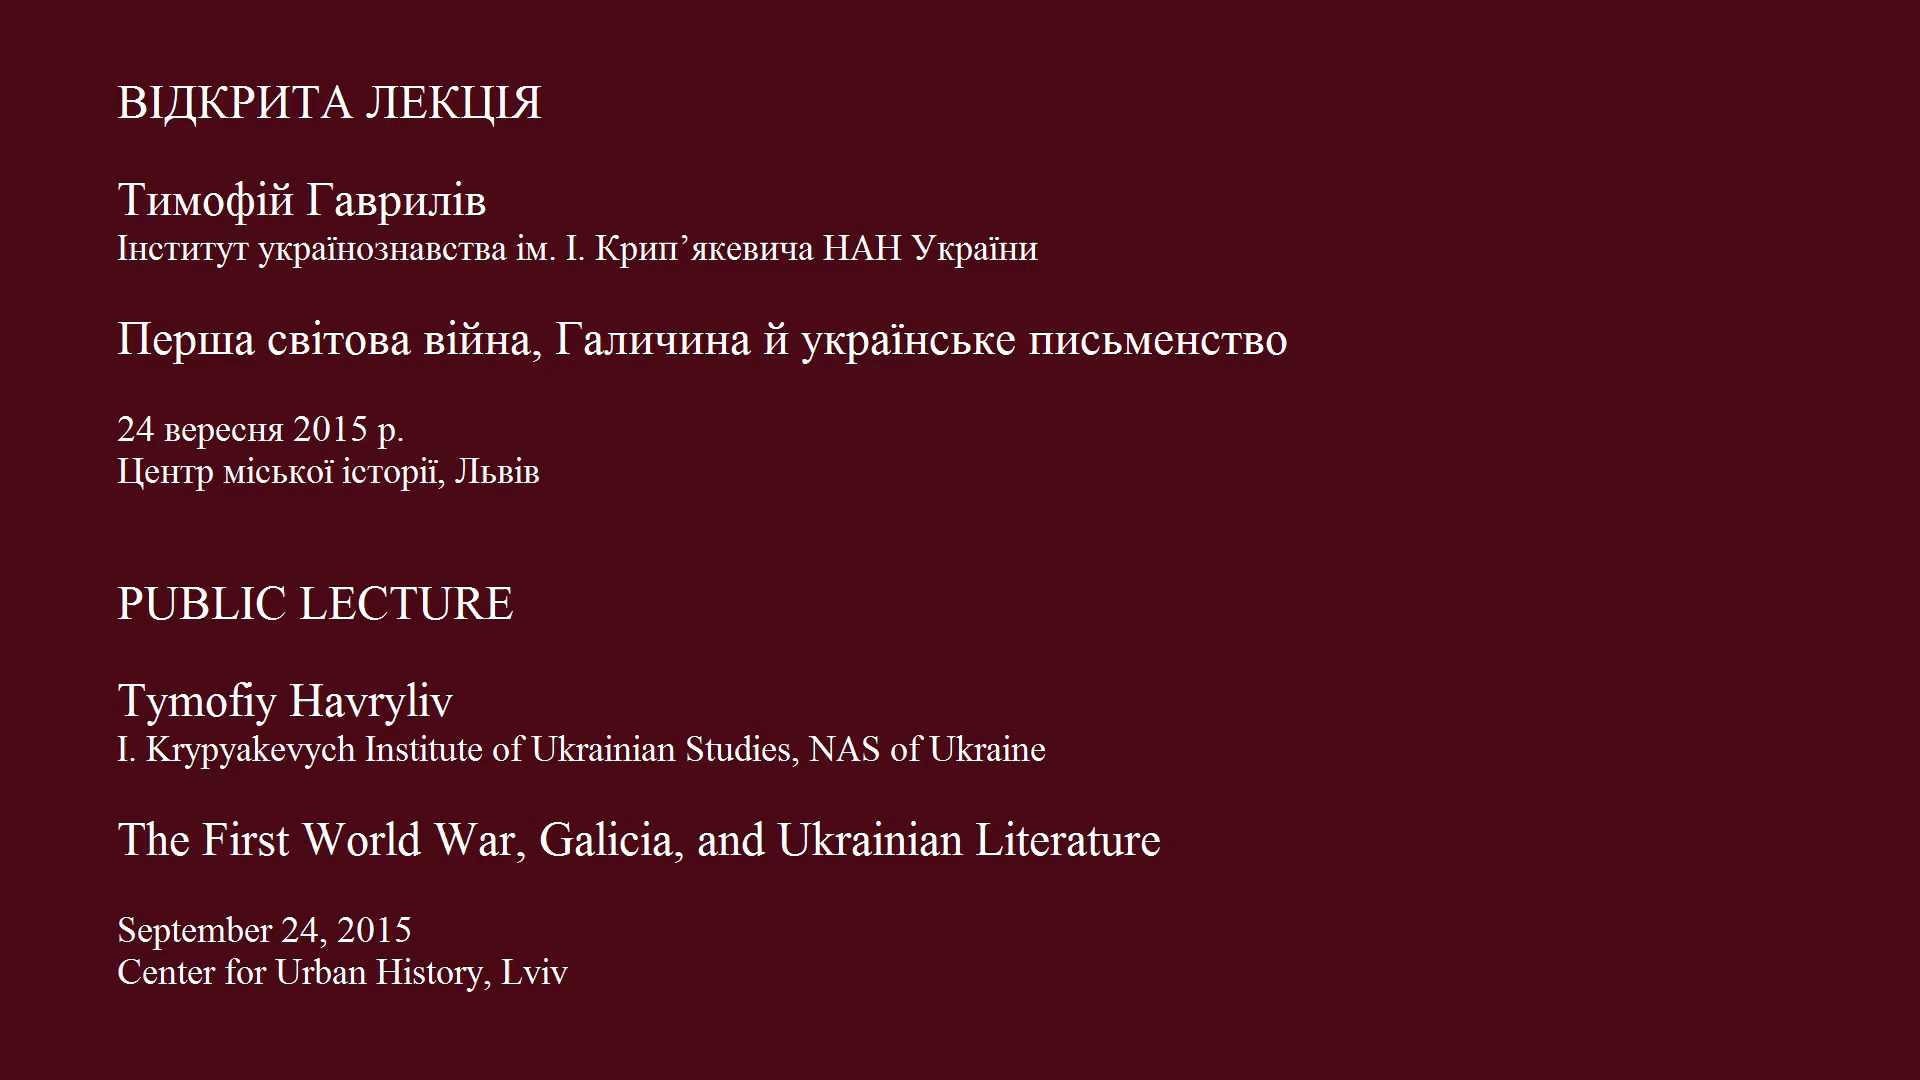 ВІДКРИТА ЛЕКЦІЯ
Тимофій Гаврилів
Інститут українознавства ім. І. Крип’якевича НАН України
Перша світова війна, Галичина й українське письменство
24 вересня 2015 р.
Центр міської історії, Львів
PUBLIC LECTURE
Tymofiy Havryliv
I. Krypyakevych Institute of Ukrainian Studies, NAS of Ukraine
The First World War, Galicia, and Ukrainian Literature
September 24, 2015
Center for Urban History, Lviv